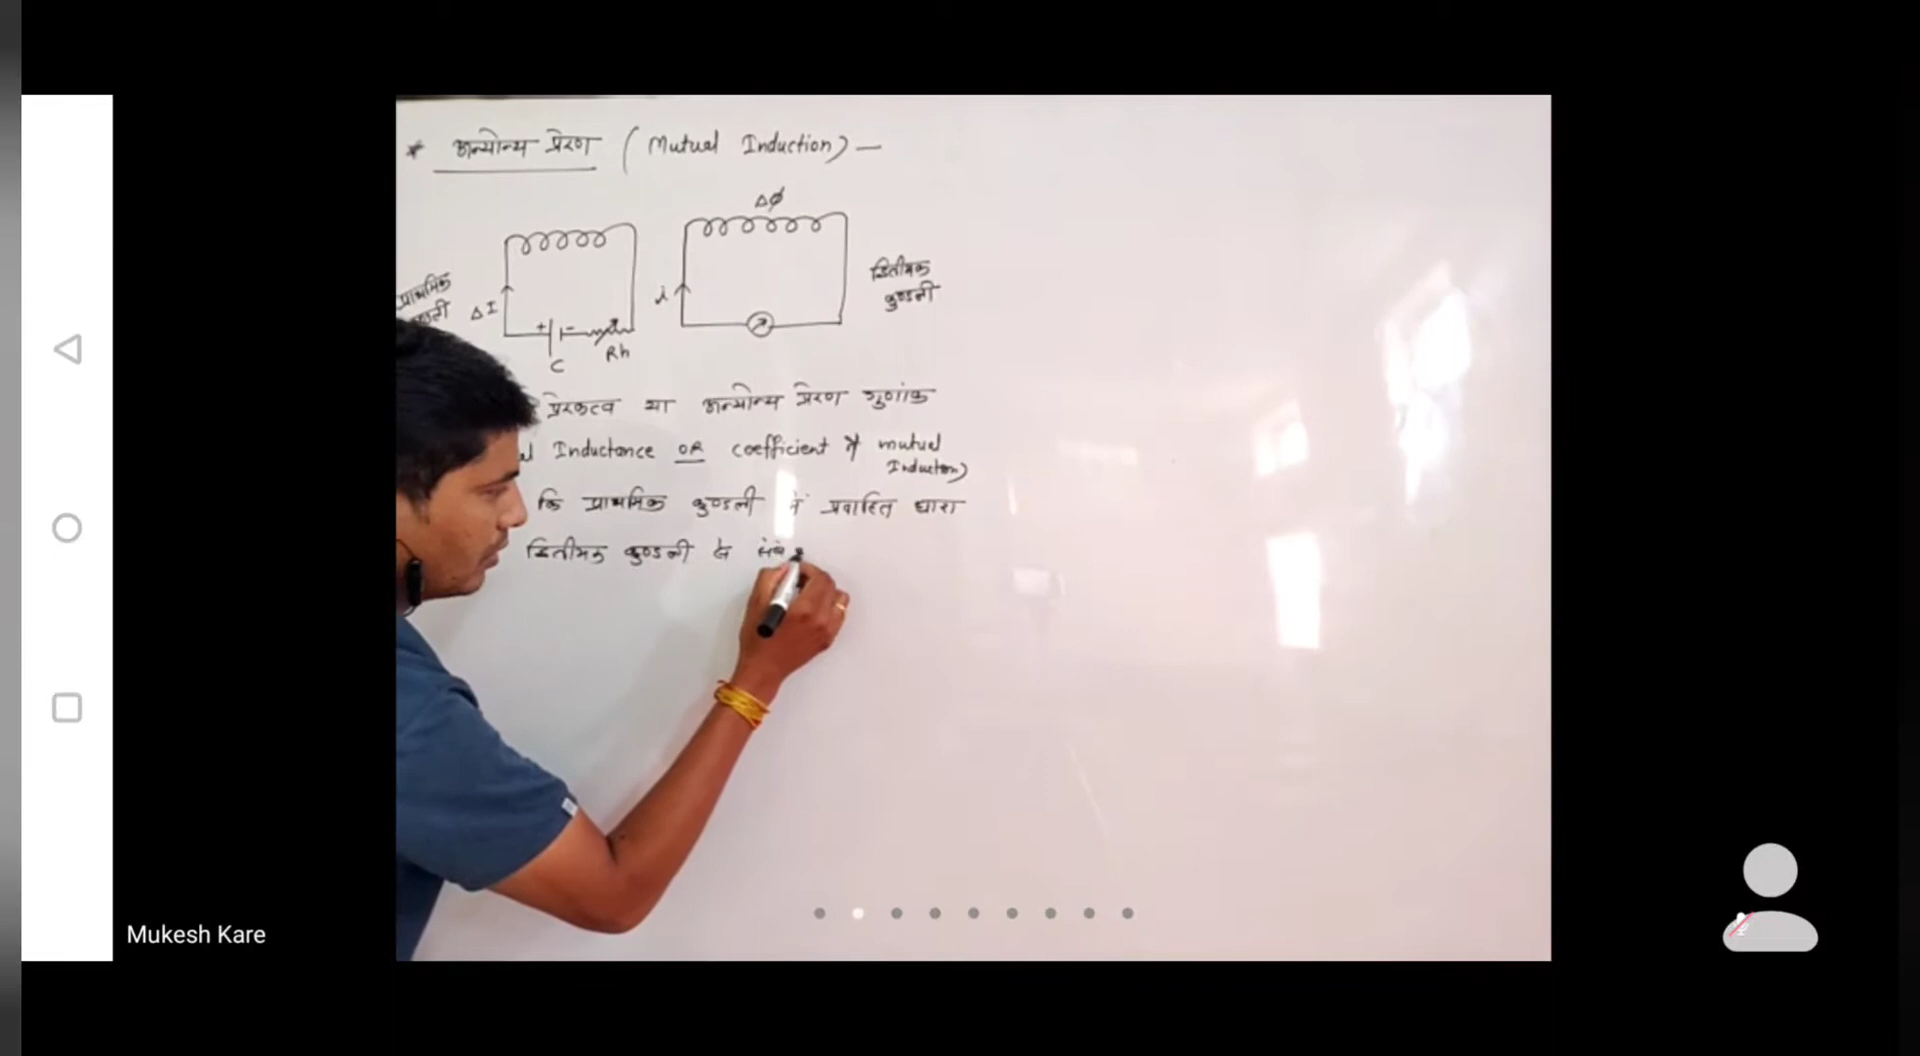 * अन्योन्य प्रेरण (Mutual Induction) —
Δϕ
प्राथमिक
ΔI
+ -
C
Rh
i
द्वितीयक
कुण्डली
प्रेरकत्व या अन्योन्य प्रेरण गुणांक
Inductance OR coefficient of mutual
Induction)
कि प्राथमिक कुण्डली में प्रवाहित धारा
द्वितीयक कुण्डली से
Mukesh Kare